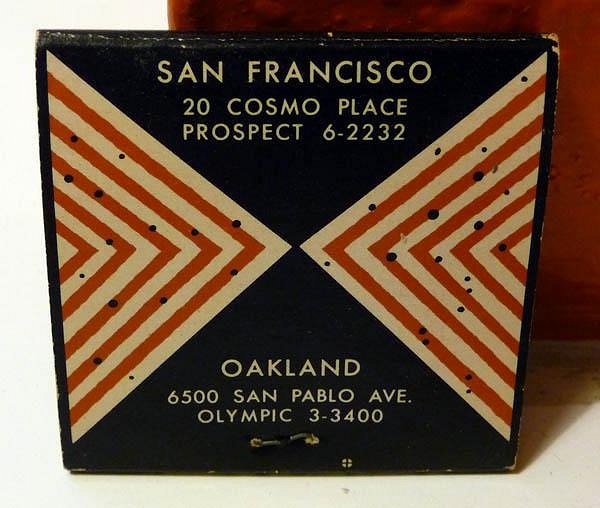 SAN FRANCISCO
20 COSMO PLACE
PROSPECT 6-2232
OAKLAND
6500 SAN PABLO AVE.
OLYMPIC 3-3400